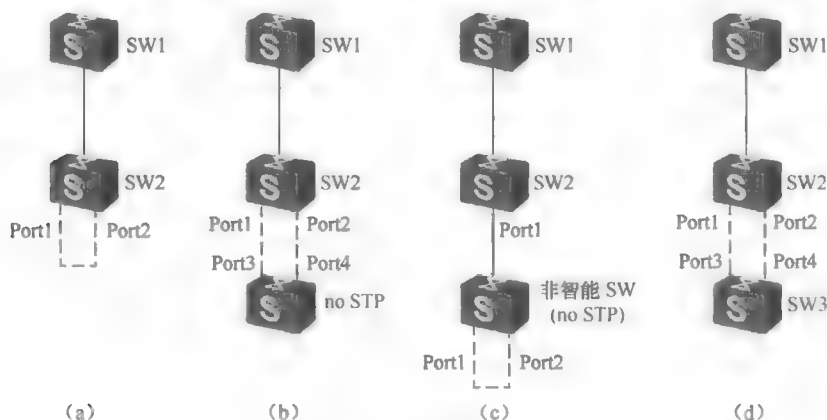 SW1
SW2
Port1 Port2
(a)
SW1
SW2
Port1 Port2
Port3 Port4
no STP
(b)
SW1
SW2
Port1
非智能 SW
(no STP)
Port1 Port2
(c)
SW1
SW2
Port1 Port2
Port3 Port4
SW3
(d)